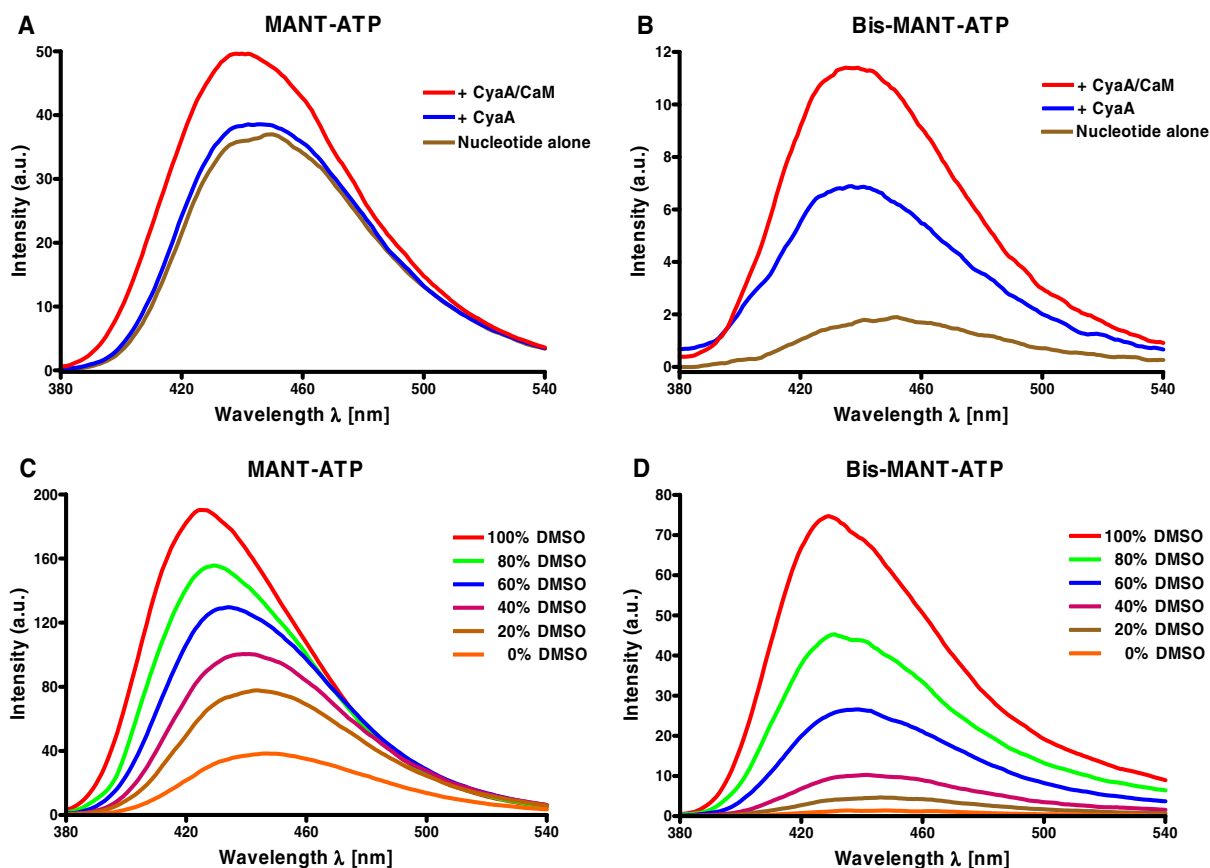 A
MANT-ATP
50
40
30
20
10
0
380
420
460
500
540
Intensity (a.u.)
Wavelength λ [nm]
+ CyaA/CaM
+ CyaA
Nucleotide alone
B
Bis-MANT-ATP
12
10
8
6
4
2
0
380
420
460
500
540
Intensity (a.u.)
Wavelength λ [nm]
+ CyaA/CaM
+ CyaA
Nucleotide alone
C
MANT-ATP
200
160
120
80
40
0
380
420
460
500
540
Intensity (a.u.)
Wavelength λ [nm]
100% DMSO
80% DMSO
60% DMSO
40% DMSO
20% DMSO
0% DMSO
D
Bis-MANT-ATP
80
70
60
50
40
30
20
10
0
380
420
460
500
540
Intensity (a.u.)
Wavelength λ [nm]
100% DMSO
80% DMSO
60% DMSO
40% DMSO
20% DMSO
0% DMSO